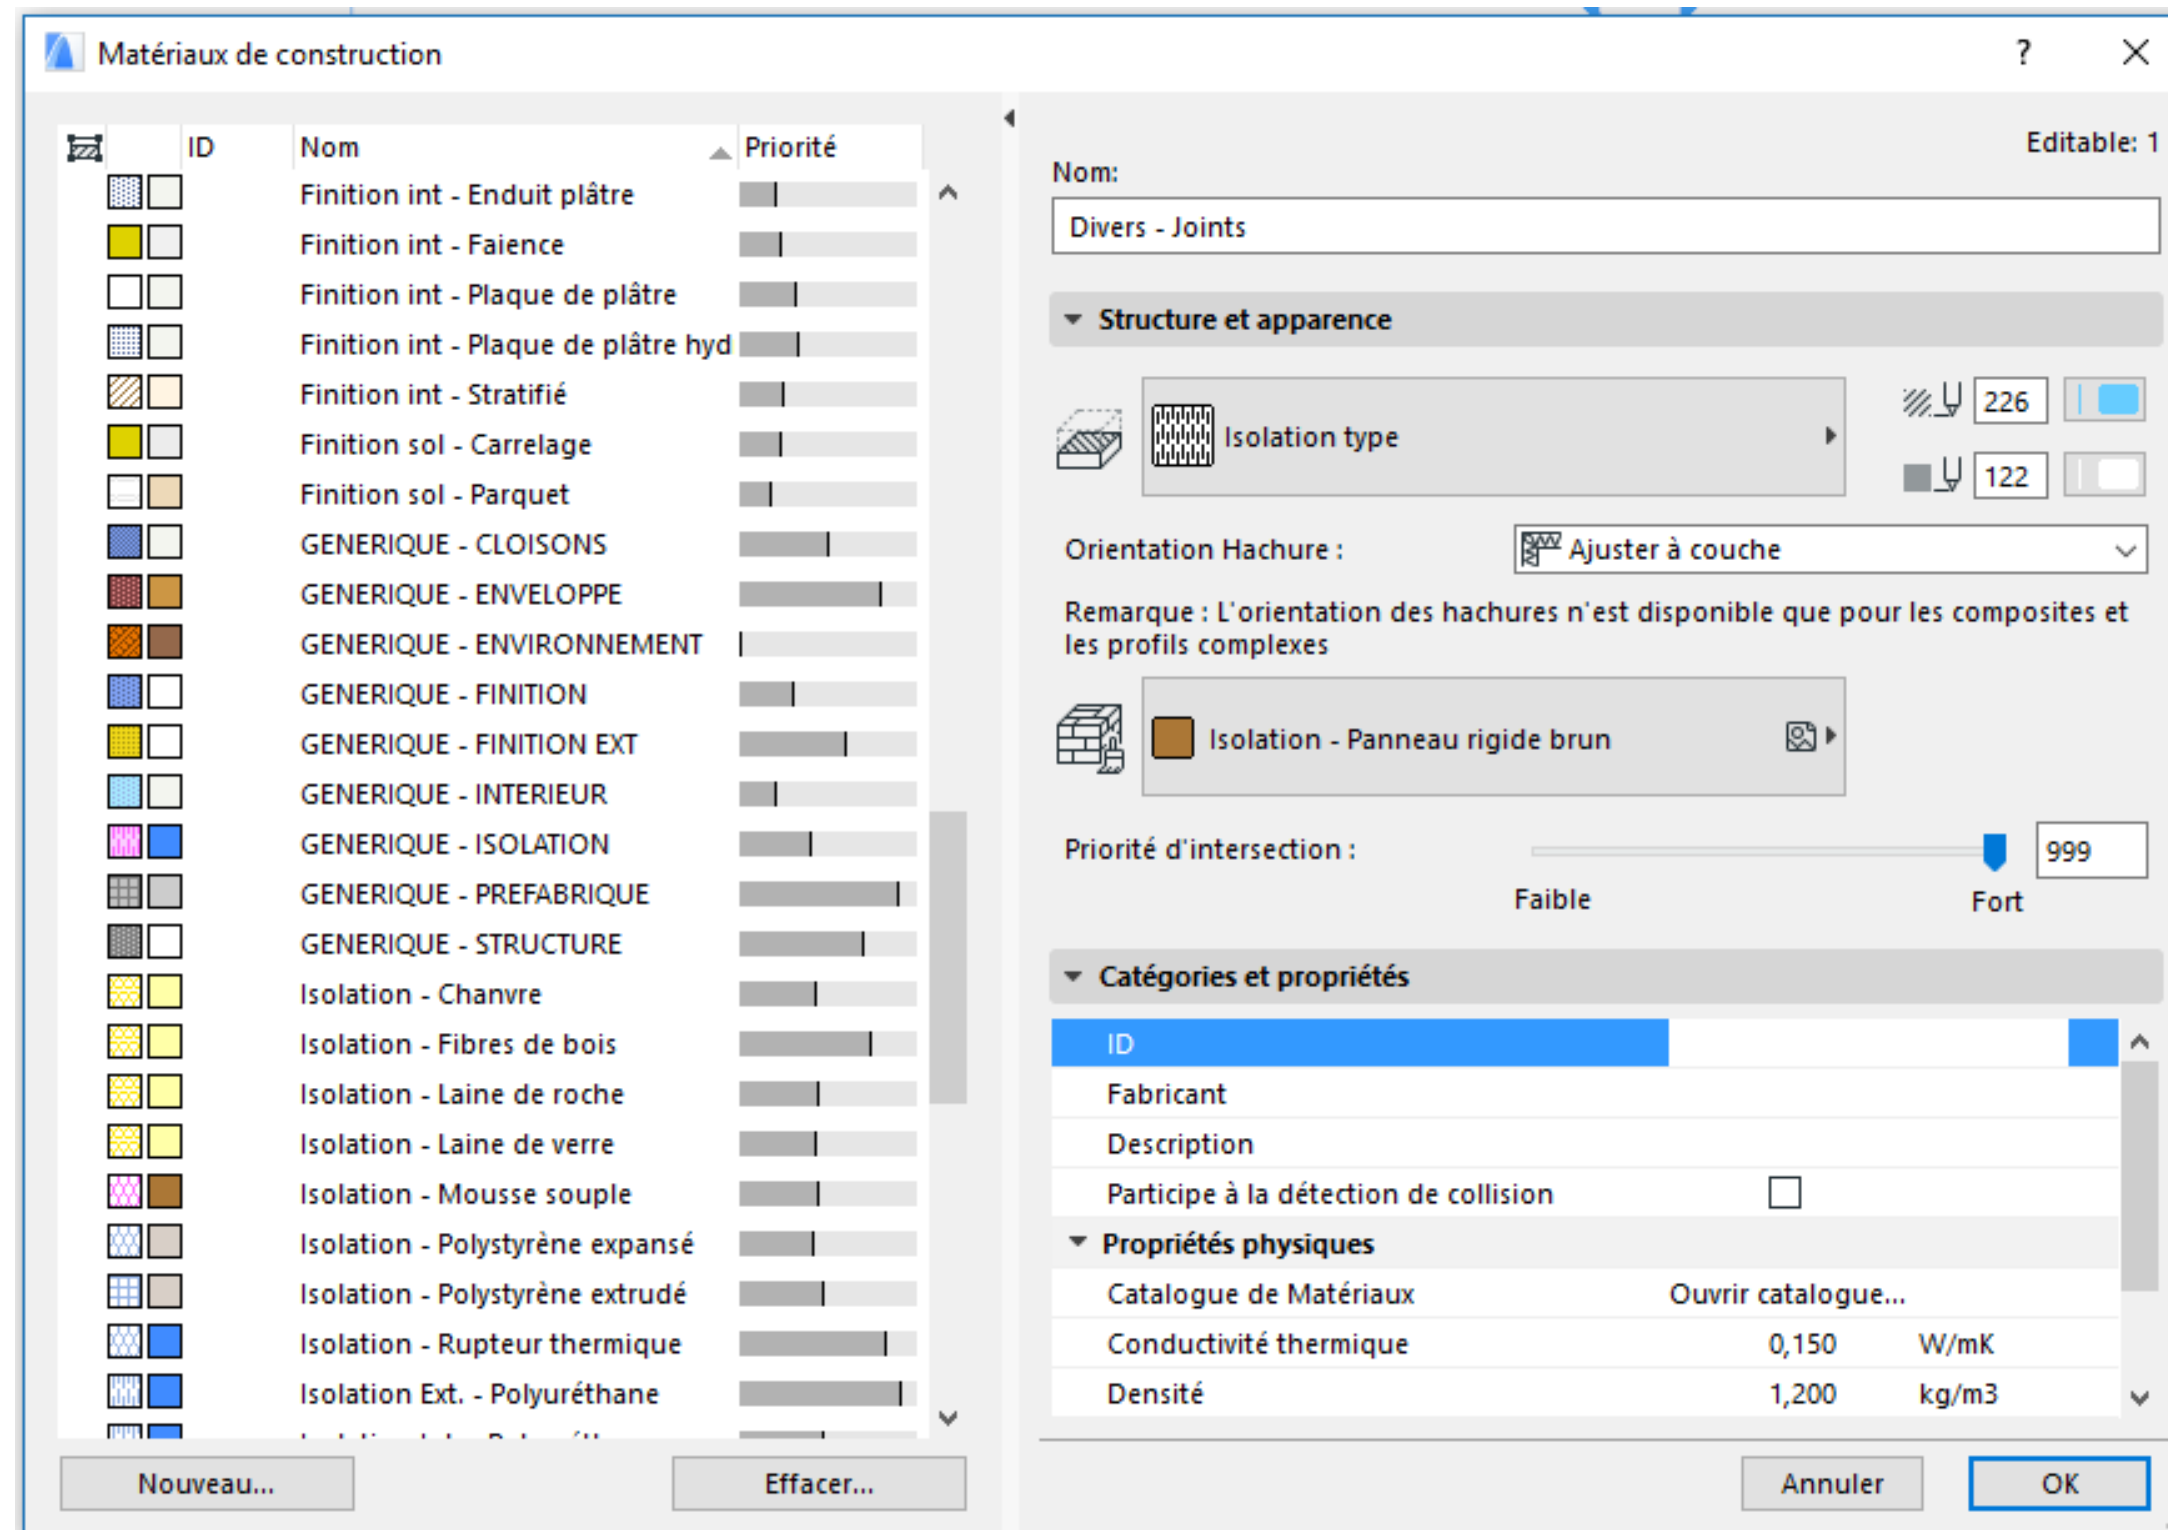 Matériaux de construction
?
ID Nom Priorité
Finition int - Enduit plâtre
Finition int - Faience
Finition int - Plaque de plâtre
Finition int - Plaque de plâtre hyd
Finition int - Stratifié
Finition sol - Carrelage
Finition sol - Parquet
GENERIQUE - CLOISONS
GENERIQUE - ENVELOPPE
GENERIQUE - ENVIRONNEMENT
GENERIQUE - FINITION
GENERIQUE - FINITION EXT
GENERIQUE - INTERIEUR
GENERIQUE - ISOLATION
GENERIQUE - PREFABRIQUE
GENERIQUE - STRUCTURE
Isolation - Chanvre
Isolation - Fibres de bois
Isolation - Laine de roche
Isolation - Laine de verre
Isolation - Mousse souple
Isolation - Polystyrène expansé
Isolation - Polystyrène extrudé
Isolation - Rupteur thermique
Isolation Ext. - Polyuréthane
Nouveau...
Effacer...
Editable: 1
Nom:
Divers - Joints
Structure et apparence
Isolation type
226
122
Orientation Hachure :
Ajuster à couche
Remarque : L'orientation des hachures n'est disponible que pour les composites et
les profils complexes
Isolation - Panneau rigide brun
Priorité d'intersection :
999
Faible
Fort
Catégories et propriétés
ID
Fabricant
Description
Participe à la détection de collision
Propriétés physiques
Catalogue de Matériaux Ouvrir catalogue...
Conductivité thermique 0,150 W/mK
Densité 1,200 kg/m3
Annuler
OK